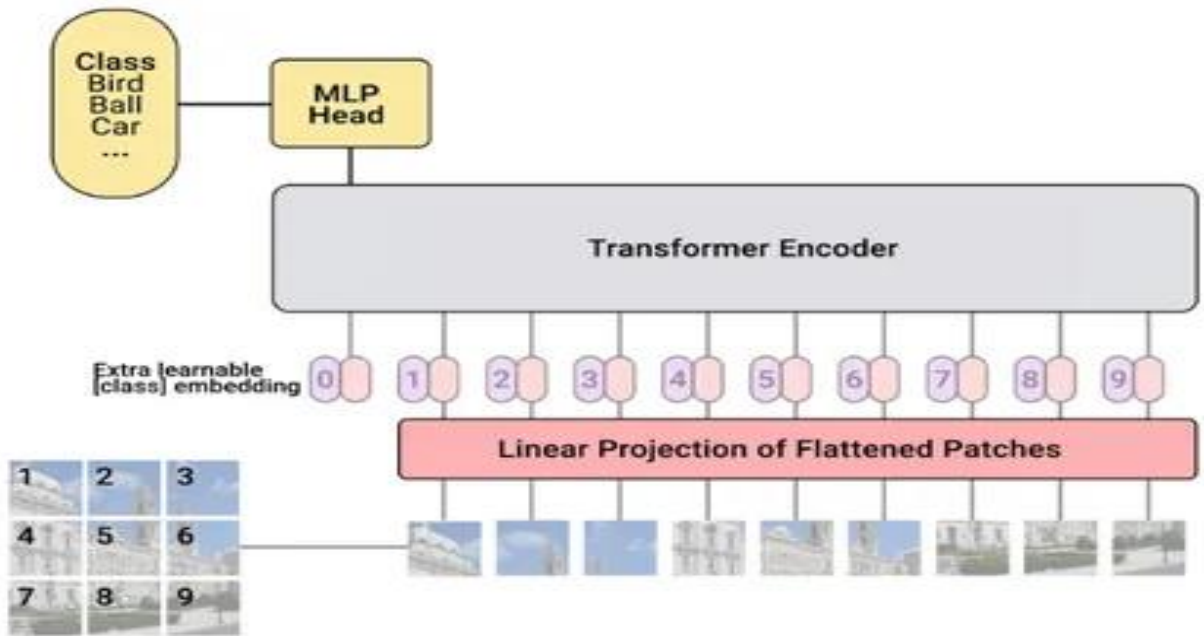 Class
Bird
Ball
Car
...
MLP
Head
Transformer Encoder
Extra learnable
[class] embedding
0 1 2 3 4 5 6 7 8 9
Linear Projection of Flattened Patches
1 2 3
4 5 6
7 8 9